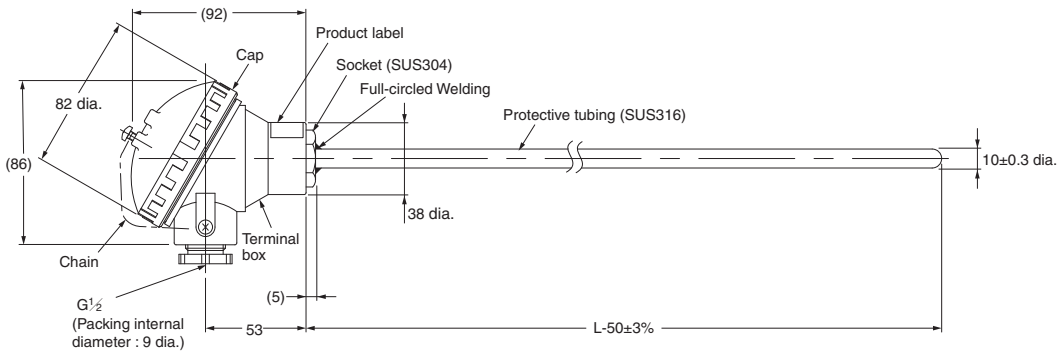 (92)
Product label
Cap
Socket (SUS304)
Full-circled Welding
82 dia.
Protective tubing (SUS316)
(86)
10±0.3 dia.
38 dia.
Terminal
box
Chain
(5)
G½
(Packing internal
diameter : 9 dia.)
53
L-50±3%